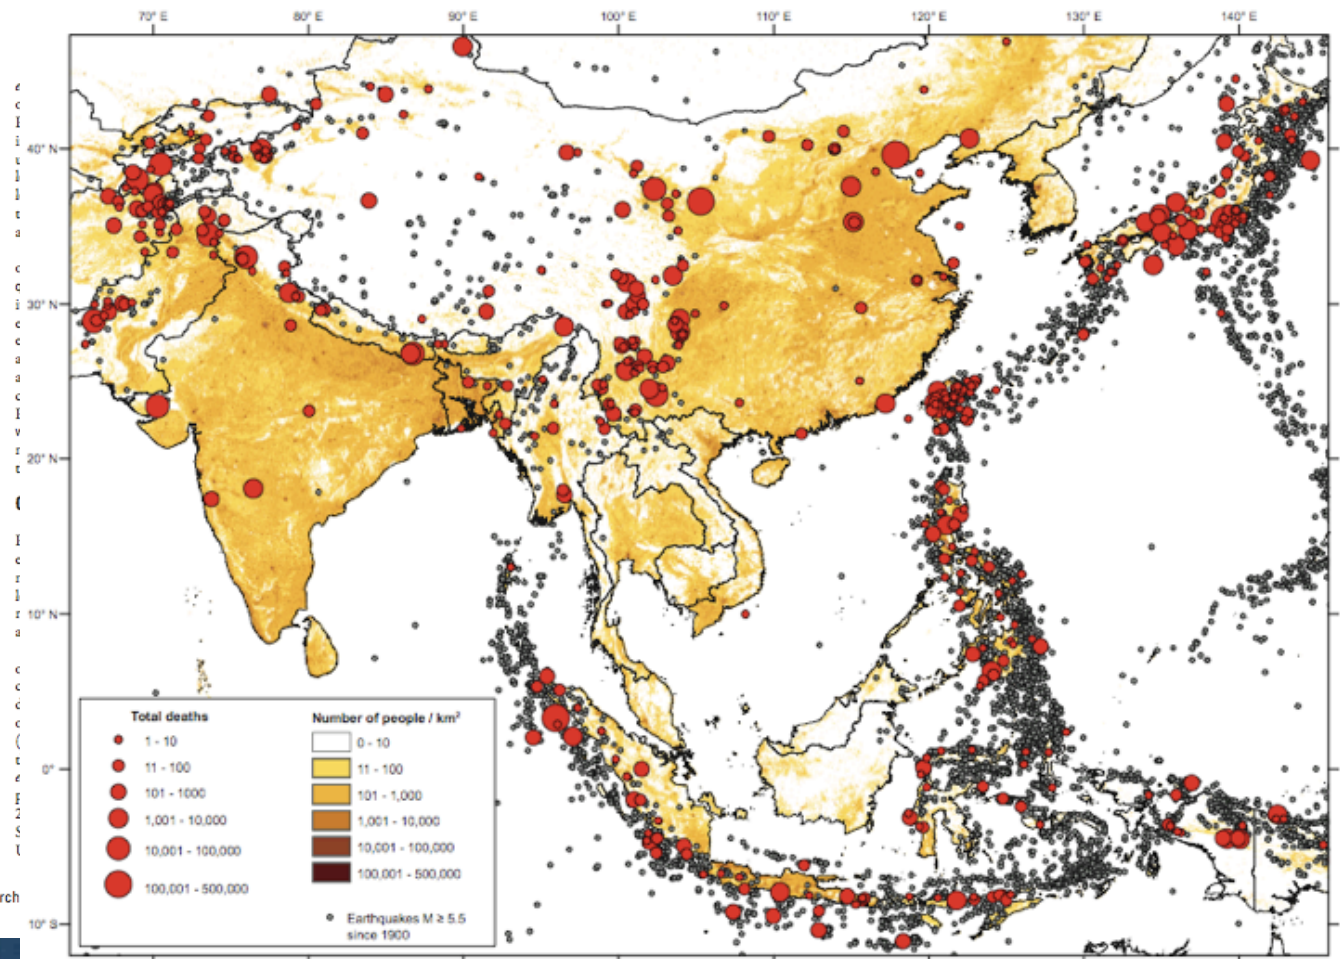 70° E 80° E 90° E 100° E 110° E 120° E 130° E 140° E
40° N
30° N
20° N
10° N
0°
10° S
Total deaths
1 - 10
11 - 100
101 - 1000
1,001 - 10,000
10,001 - 100,000
100,001 - 500,000
Number of people / km²
0 - 10
11 - 100
101 - 1,000
1,001 - 10,000
10,001 - 100,000
100,001 - 500,000
Earthquakes M ≥ 5.5
since 1900
rch